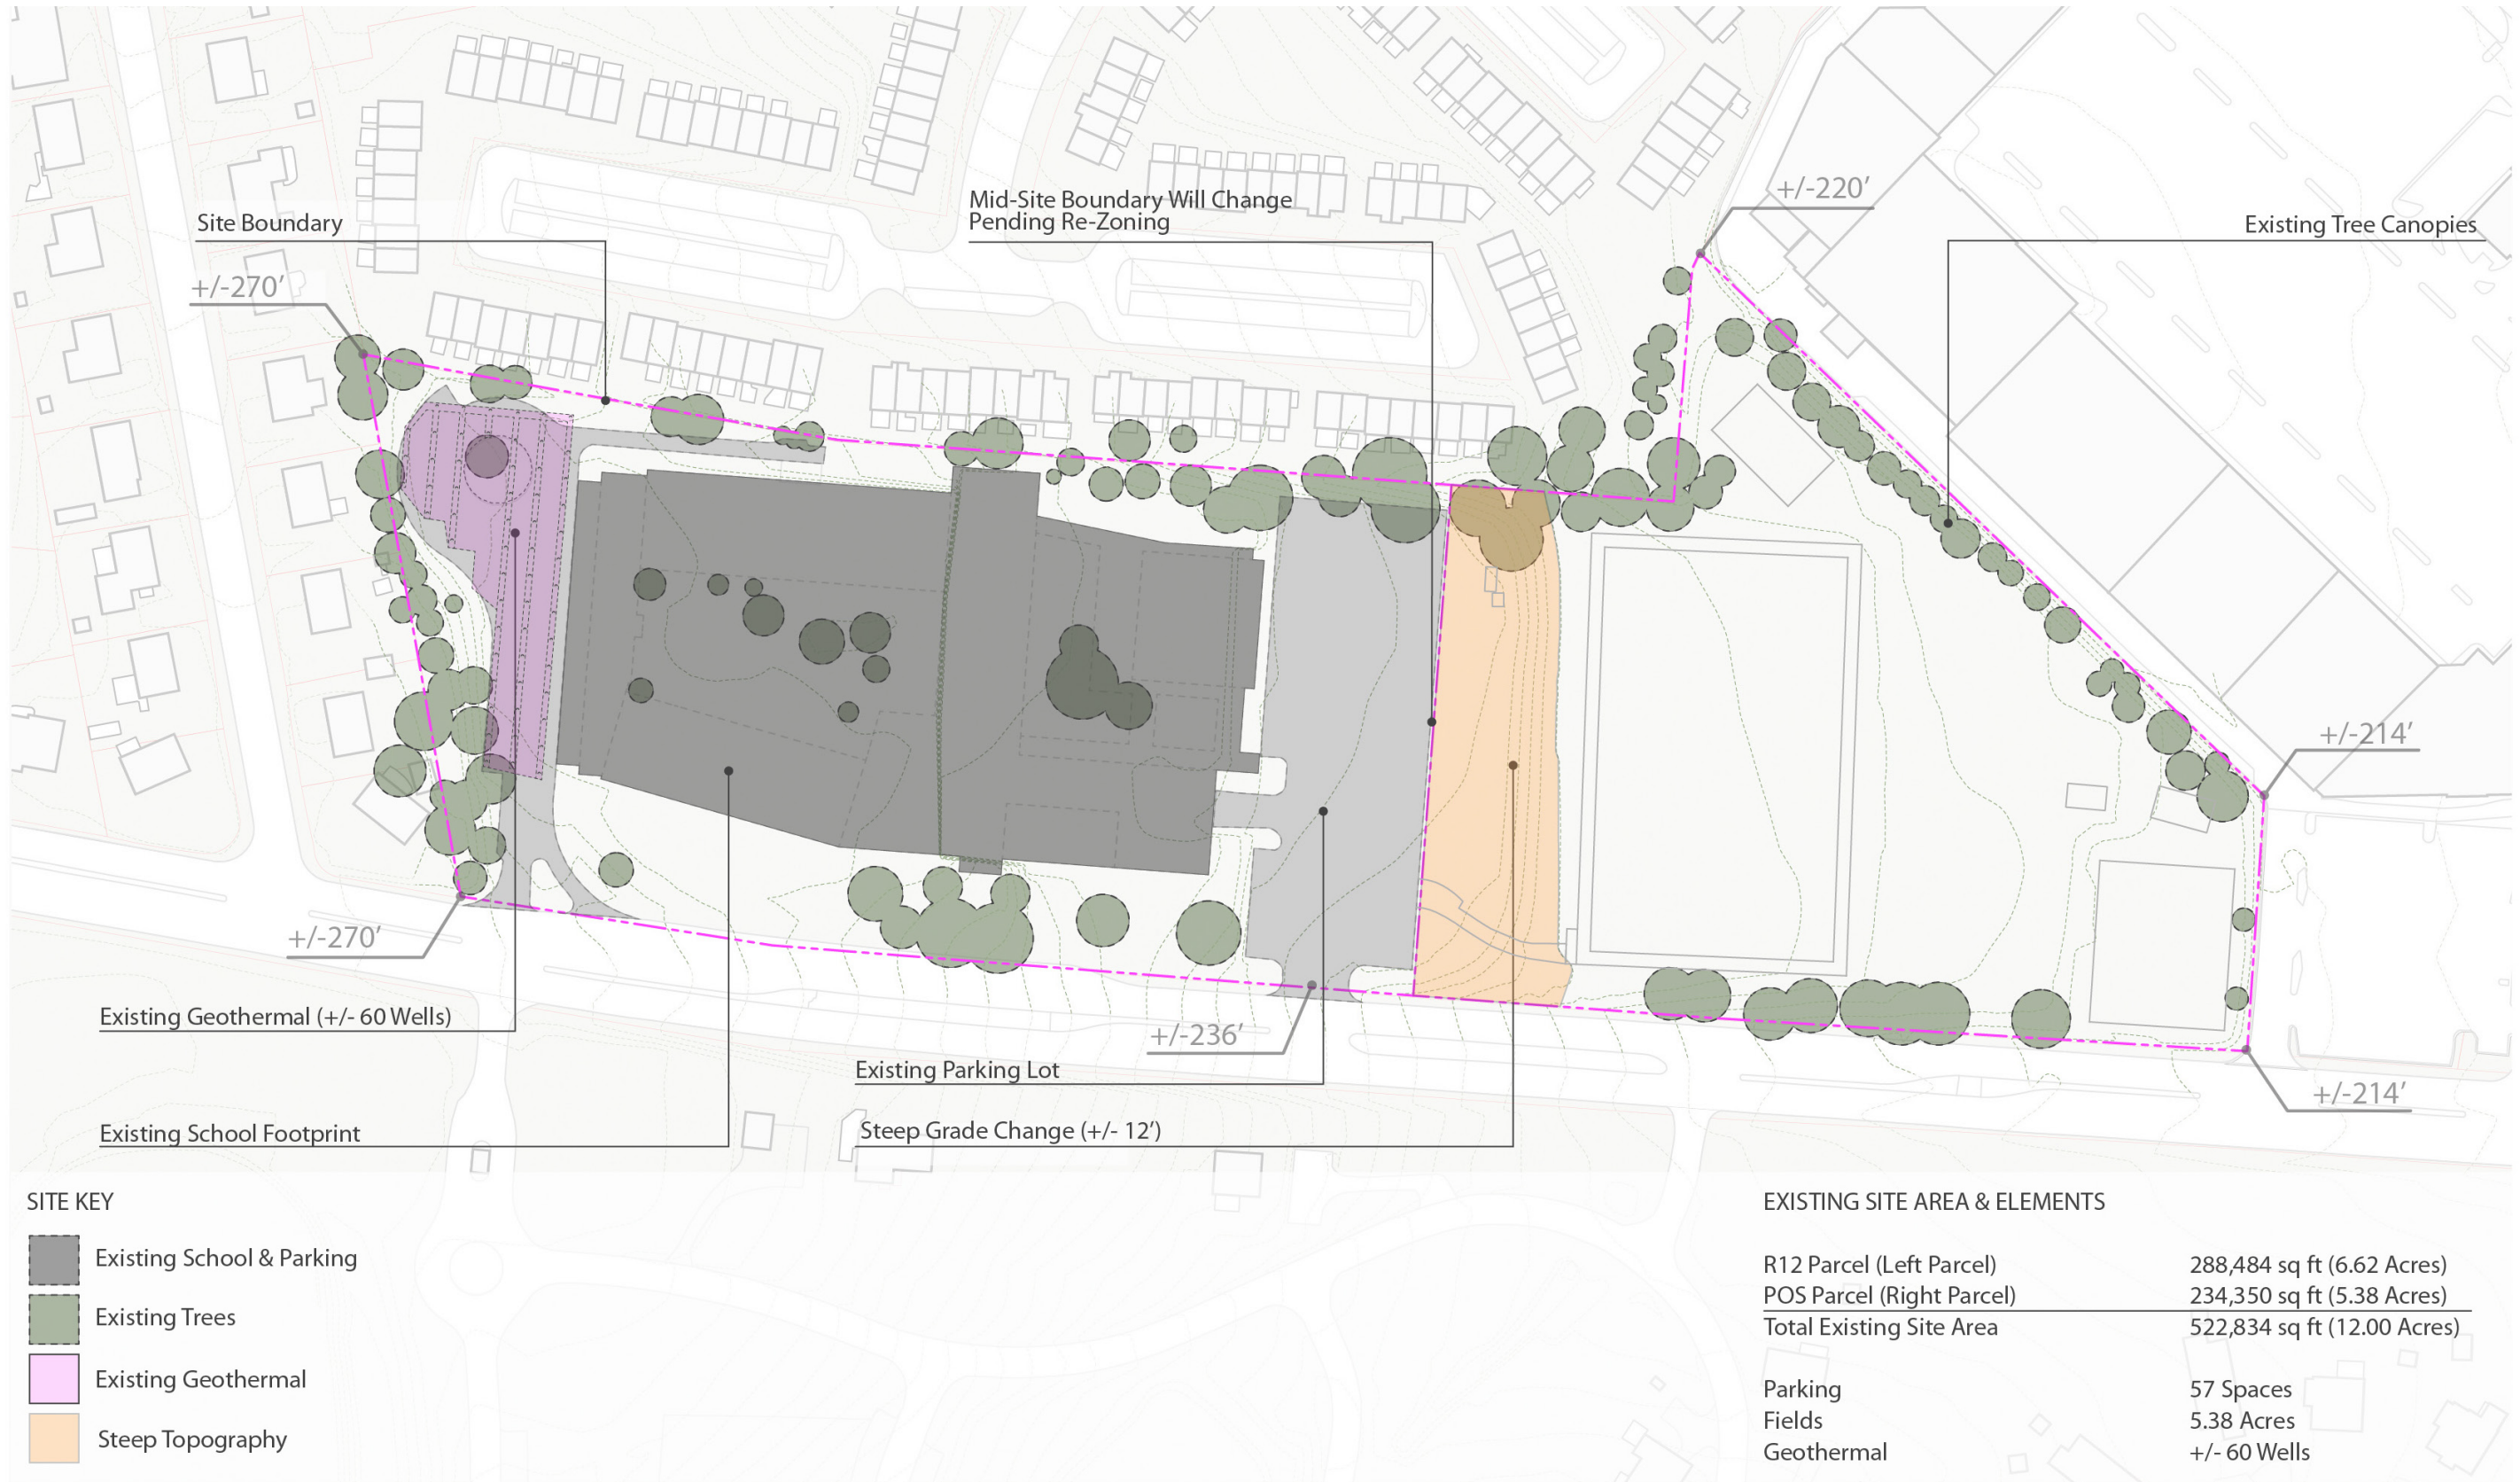 Mid-Site Boundary Will Change
Pending Re-Zoning
+/-220’
Site Boundary
Existing Tree Canopies
+/-270’
+/-214’
+/-270’
Existing Geothermal (+/- 60 Wells)
+/-236’
Existing Parking Lot
+/-214’
Existing School Footprint
Steep Grade Change (+/- 12’)
SITE KEY
Existing School & Parking
Existing Trees
Existing Geothermal
Steep Topography
EXISTING SITE AREA & ELEMENTS
R12 Parcel (Left Parcel) 288,484 sq ft (6.62 Acres)
POS Parcel (Right Parcel) 234,350 sq ft (5.38 Acres)
Total Existing Site Area 522,834 sq ft (12.00 Acres)
Parking 57 Spaces
Fields 5.38 Acres
Geothermal +/- 60 Wells